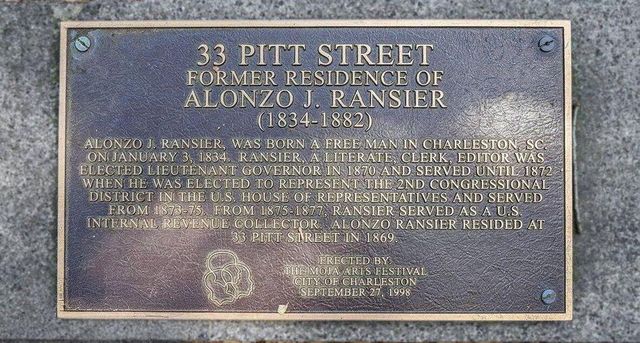 33 PITT STREET
FORMER RESIDENCE OF
ALONZO J. RANSIER
(1834-1882)
ALONZO J. RANSIER, WAS BORN A FREE MAN IN CHARLESTON, SC.
ON JANUARY 3, 1834. RANSIER, A LITERATE, CLERK, EDITOR WAS
ELECTED LIEUTENANT GOVERNOR IN 1870 AND SERVED UNTIL 1872
WHEN HE WAS ELECTED TO REPRESENT THE 2ND CONGRESSIONAL
DISTRICT IN THE U.S. HOUSE OF REPRESENTATIVES AND SERVED
FROM 1873-75. FROM 1875-1877, RANSIER SERVED AS A U.S.
INTERNAL REVENUE COLLECTOR. ALONZO RANSIER RESIDED AT
33 PITT STREET IN 1869.
ERECTED BY
THE MOJA ARTS FESTIVAL
CITY OF CHARLESTON
SEPTEMBER 27, 1998